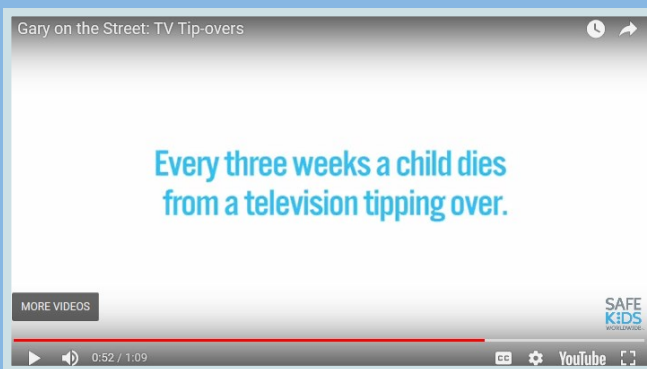 Gary on the Street: TV Tip-overs
Every three weeks a child dies
from a television tipping over.
MORE VIDEOS
SAFE
KIDS
WORLDWIDE
0:52 / 1:09
CC
YouTube